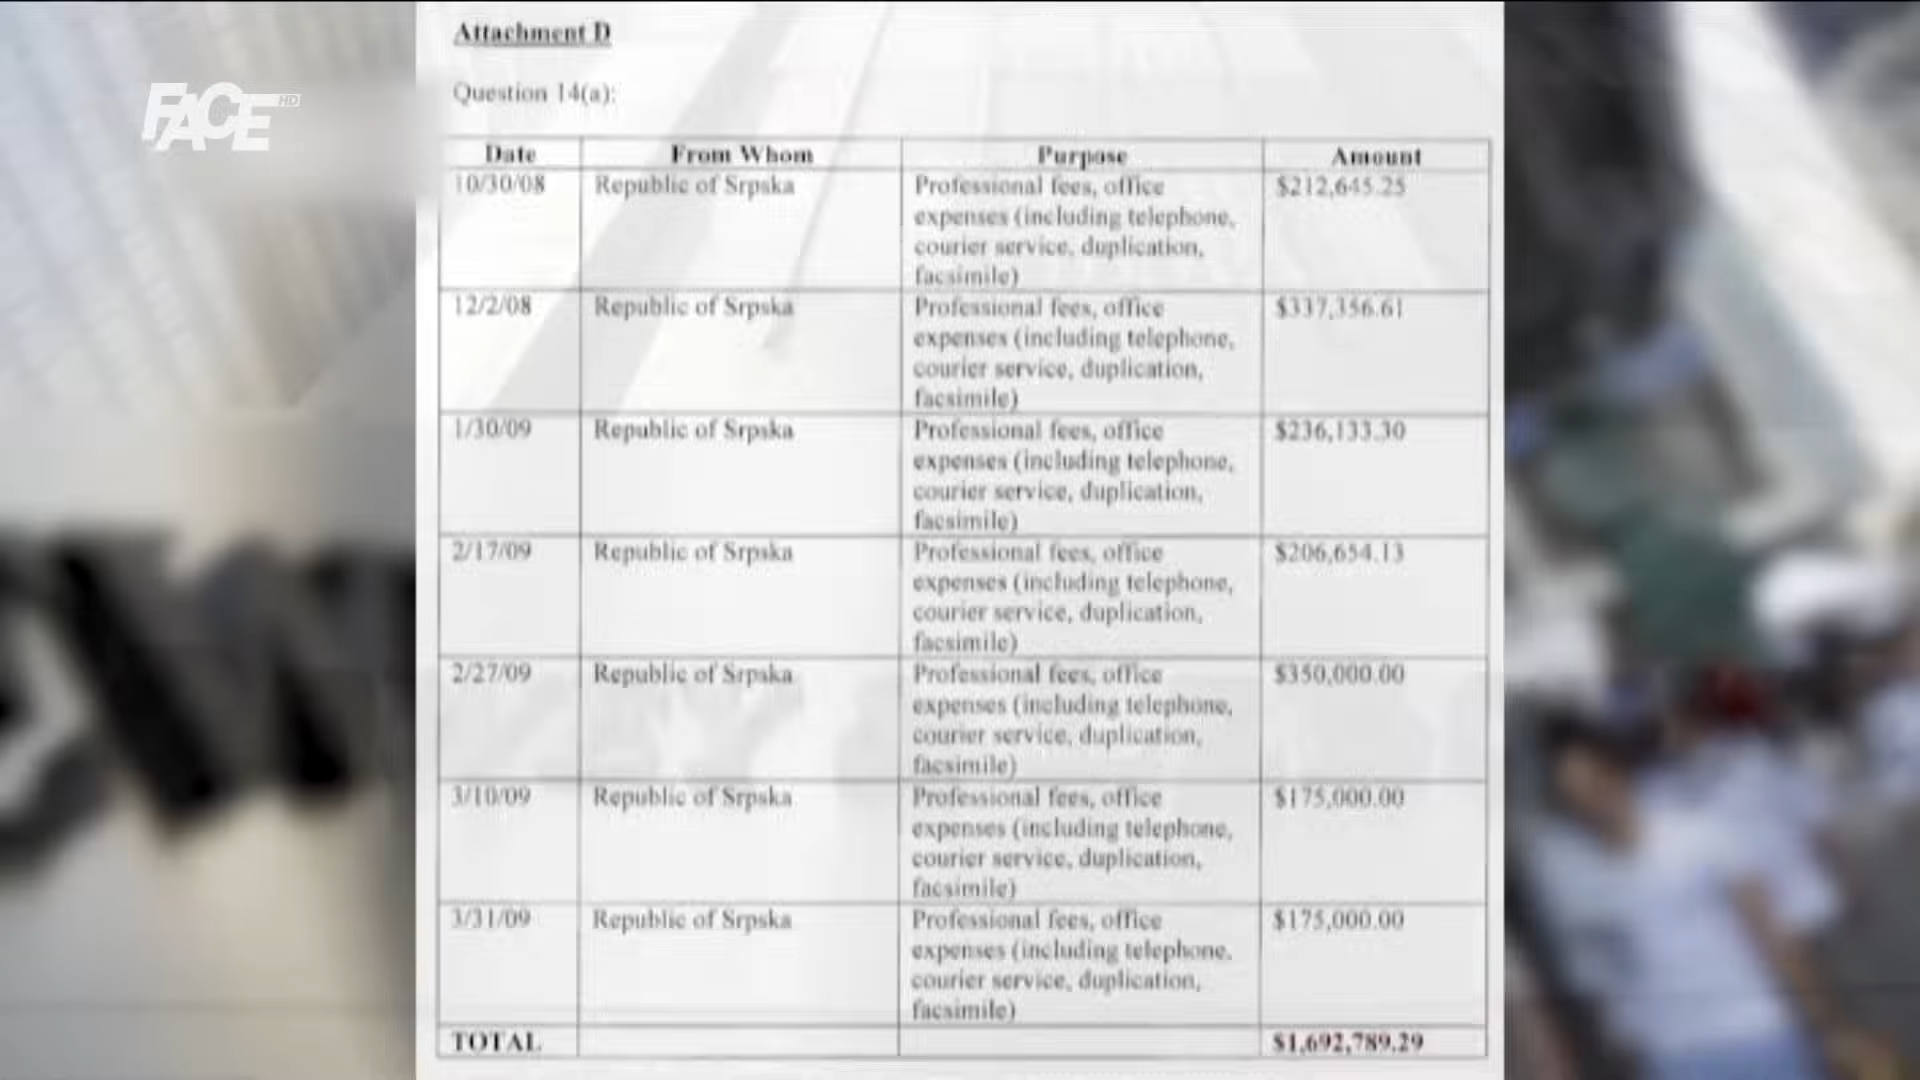 FACE HD
Attachment D
Question 14(a):
Date From Whom Purpose Amount
10/30/08 Republic of Srpska Professional fees, office $212,645.25
expenses (including telephone,
courier service, duplication,
facsimile)
12/2/08 Republic of Srpska Professional fees, office $337,356.61
expenses (including telephone,
courier service, duplication,
facsimile)
1/30/09 Republic of Srpska Professional fees, office $236,133.30
expenses (including telephone,
courier service, duplication,
facsimile)
2/17/09 Republic of Srpska Professional fees, office $206,654.13
expenses (including telephone,
courier service, duplication,
facsimile)
2/27/09 Republic of Srpska Professional fees, office $350,000.00
expenses (including telephone,
courier service, duplication,
facsimile)
3/10/09 Republic of Srpska Professional fees, office $175,000.00
expenses (including telephone,
courier service, duplication,
facsimile)
3/31/09 Republic of Srpska Professional fees, office $175,000.00
expenses (including telephone,
courier service, duplication,
facsimile)
TOTAL $1,692,789.29